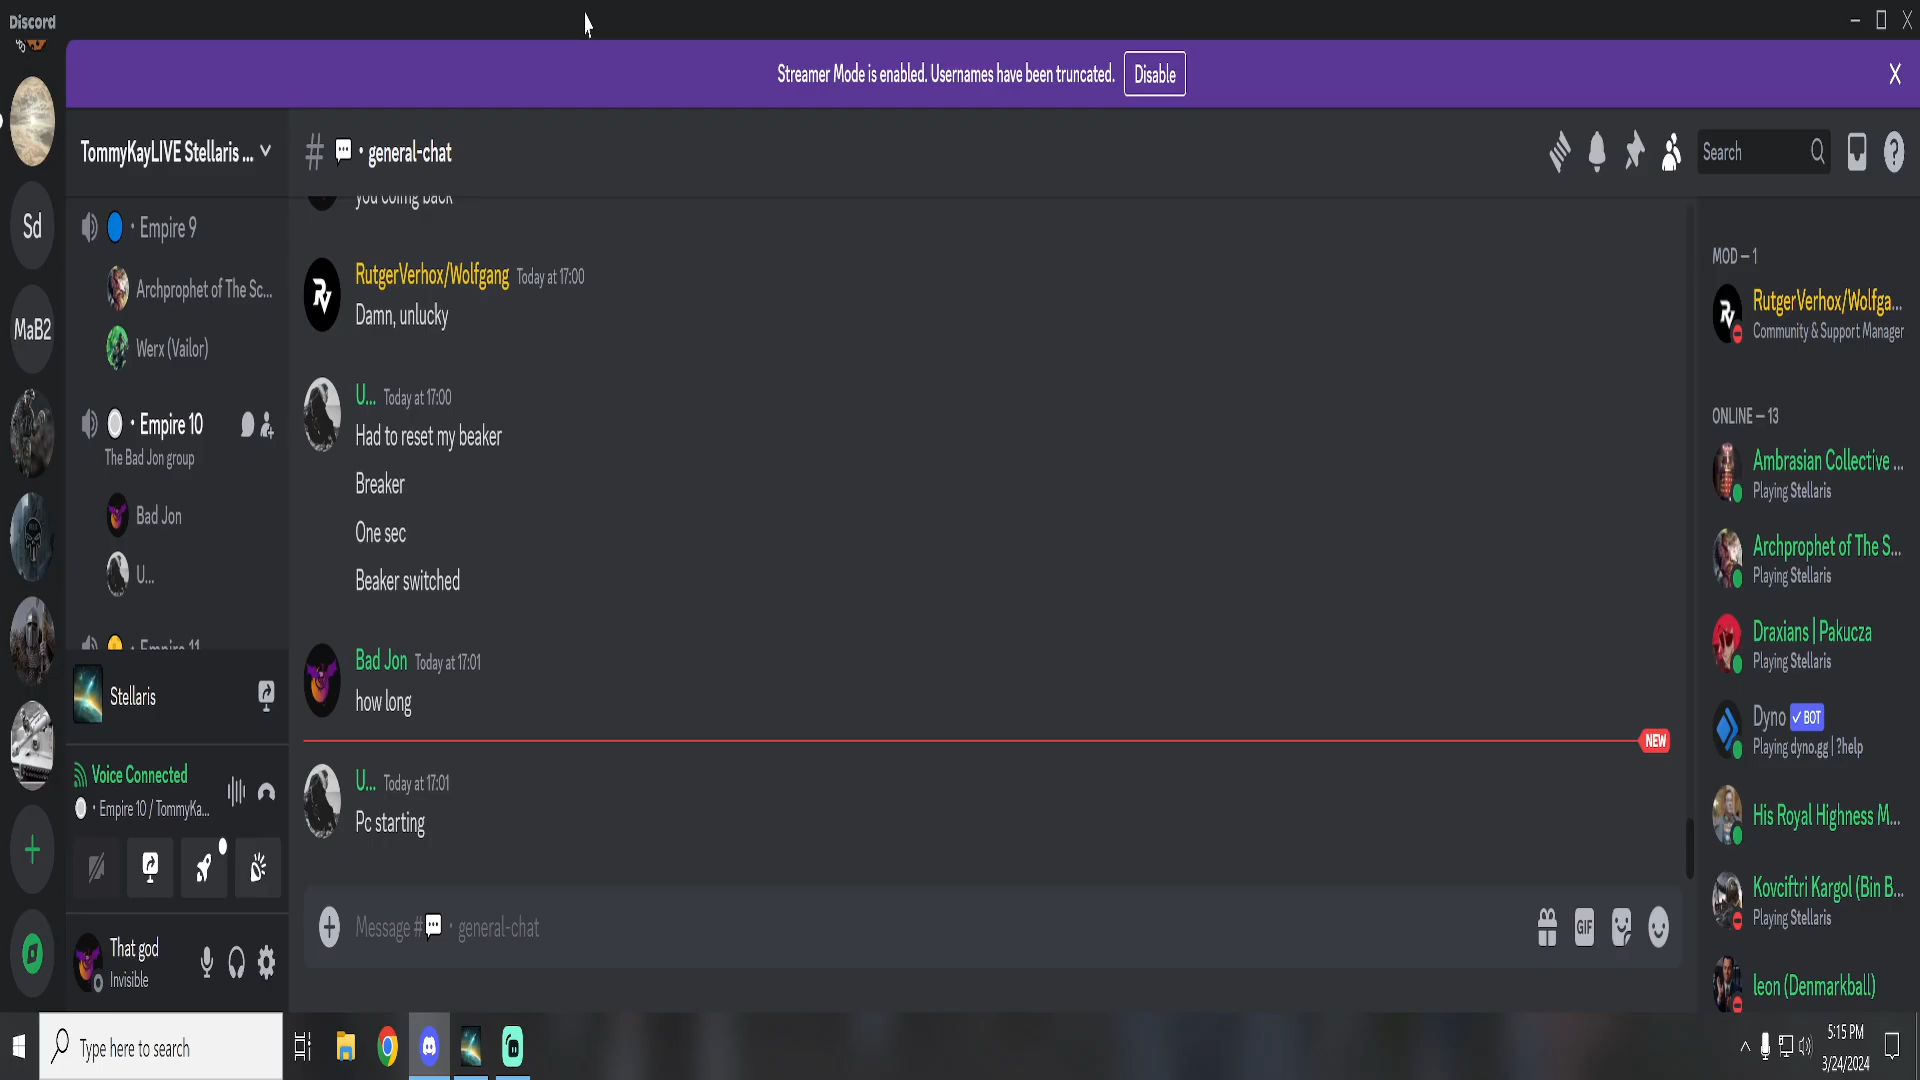 Discord
Streamer Mode is enabled. Usernames have been truncated.
Disable
X
Sd
MaB2
TommyKayLIVE Stellaris ...
• Empire 9
Archprophet of The Sc...
Werx (Vailor)
• Empire 10
The Bad Jon group
Bad Jon
U...
• Empire 11
Stellaris
Voice Connected
• Empire 10 / TommyKa...
That god
Invisible
# • general-chat
Search
you coming back
RutgerVerhox/Wolfgang Today at 17:00
Damn, unlucky
U... Today at 17:00
Had to reset my beaker
Breaker
One sec
Beaker switched
Bad Jon Today at 17:01
how long
NEW
U... Today at 17:01
Pc starting
Message # • general-chat
GIF
MOD — 1
RutgerVerhox/Wolfga...
Community & Support Manager
ONLINE — 13
Ambrasian Collective ...
Playing Stellaris
Archprophet of The S...
Playing Stellaris
Draxians | Pakucza
Playing Stellaris
Dyno ✓ BOT
Playing dyno.gg | ?help
His Royal Highness M...
Kovciftri Kargol (Bin B...
Playing Stellaris
leon (Denmarkball)
Type here to search
5:15 PM
3/24/2024